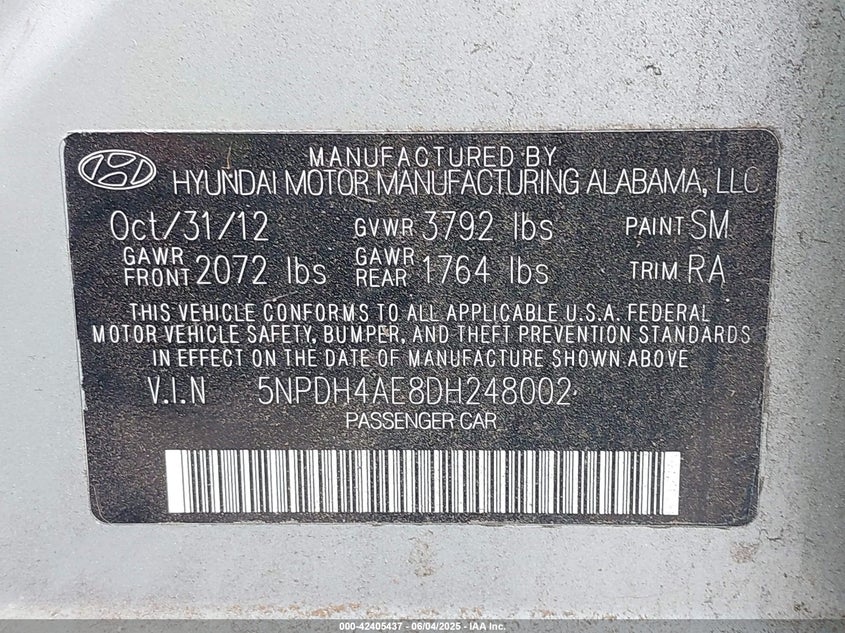 MANUFACTURED BY
HYUNDAI MOTOR MANUFACTURING ALABAMA, LLC
Oct/31/12 GVWR 3792 lbs PAINT SM
GAWR FRONT 2072 lbs GAWR REAR 1764 lbs TRIM RA
THIS VEHICLE CONFORMS TO ALL APPLICABLE U.S.A. FEDERAL
MOTOR VEHICLE SAFETY, BUMPER, AND THEFT PREVENTION STANDARDS
IN EFFECT ON THE DATE OF MANUFACTURE SHOWN ABOVE
V.I.N 5NPDH4AE8DH248002
PASSENGER CAR
000-42405437 - 06/04/2025 - IAA Inc.